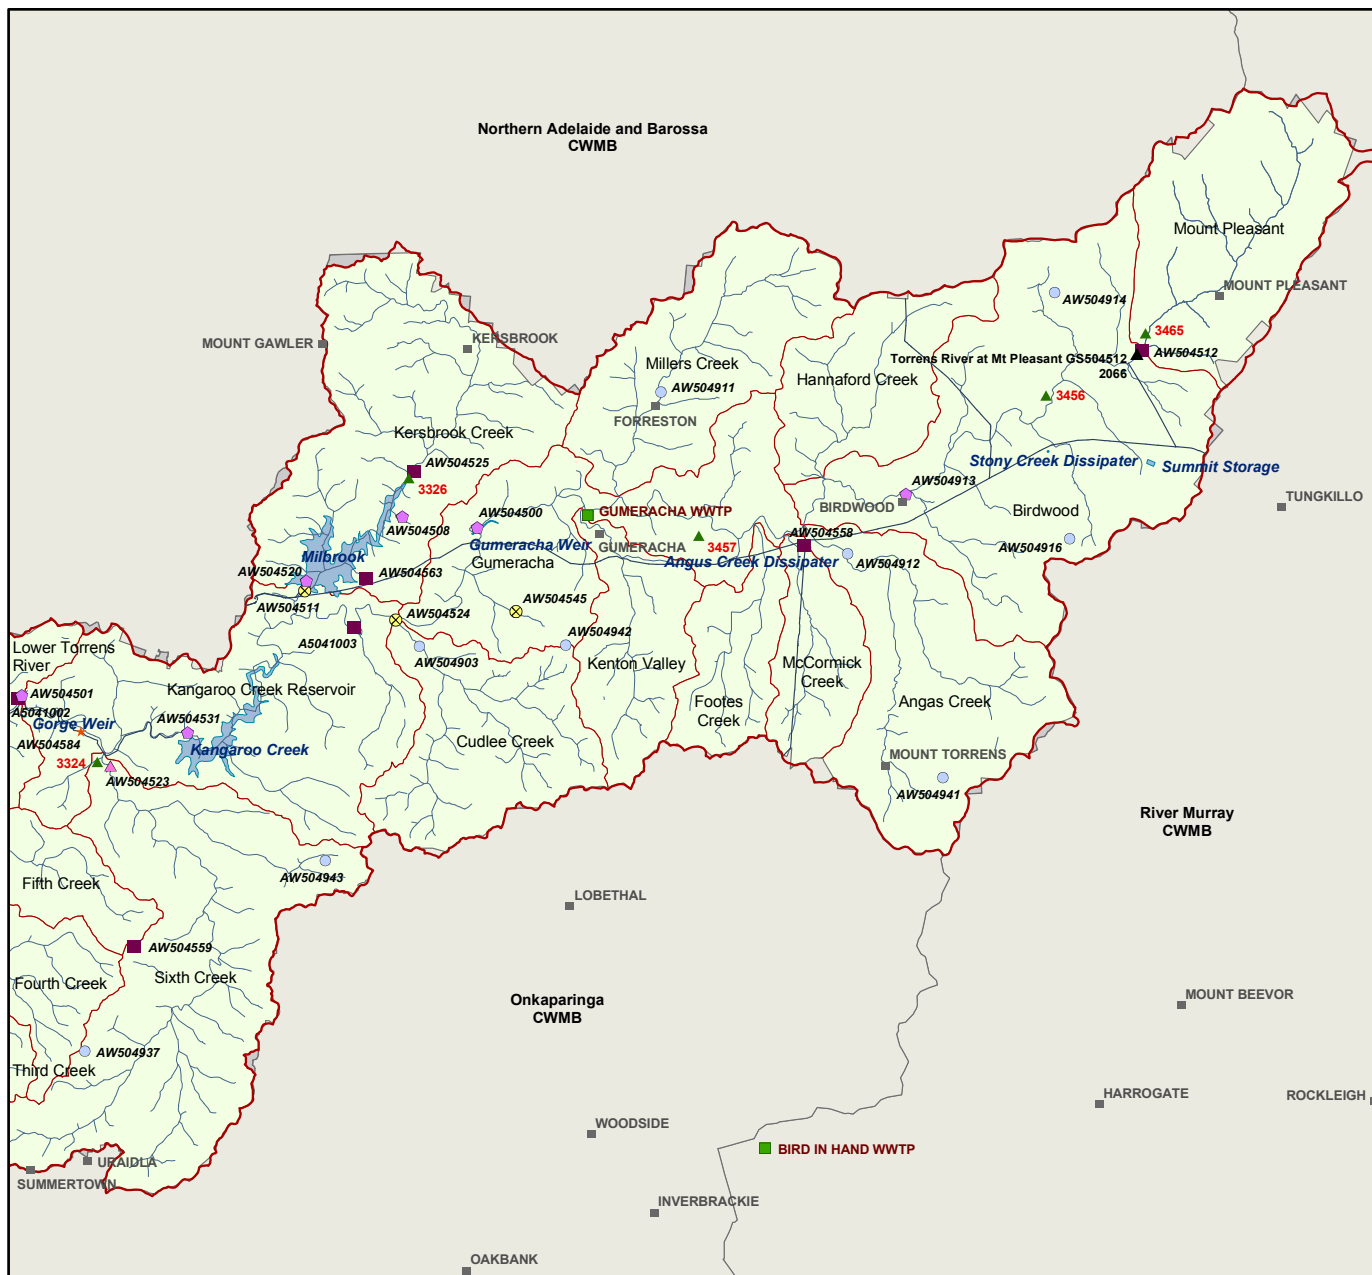 Northern Adelaide and Barossa
CWMB
Mount Pleasant
MOUNT PLEASANT
AW504914
3465
AW504512
Torrens River at Mt Pleasant GS504512
2066
MOUNT GAWLER
KERSBROOK
Millers Creek
Hannaford Creek
AW504911
FORRESTON
3456
Kersbrook Creek
AW504525
3326
Stony Creek Dissipater
Summit Storage
AW504913
TUNGKILLO
BIRDWOOD
Birdwood
AW504508
AW504500
GUMERACHA WWTP
GUMERACHA
3457
AW504558
AW504916
Gumeracha Weir
Gumeracha
Angus Creek Dissipater
AW504912
Milbrook
AW504520
AW504563
AW504511
AW504524
AW504545
A5041003
AW504903
AW504942
Lower Torrens
River
Kenton Valley
McCormick
Creek
Kangaroo Creek Reservoir
AW504501
A5041002
Footes
Creek
Angas Creek
AW504531
Gorge Weir
Kangaroo Creek
AW504584
Cudlee Creek
MOUNT TORRENS
3324
AW504523
AW504941
River Murray
CWMB
AW504943
Fifth Creek
LOBETHAL
AW504559
Fourth Creek
Sixth Creek
Onkaparinga
CWMB
MOUNT BEEVOR
AW504937
Third Creek
HARROGATE
ROCKLEIGH
WOODSIDE
BIRD IN HAND WWTP
URAIDLA
SUMMERTOWN
INVERBRACKIE
OAKBANK